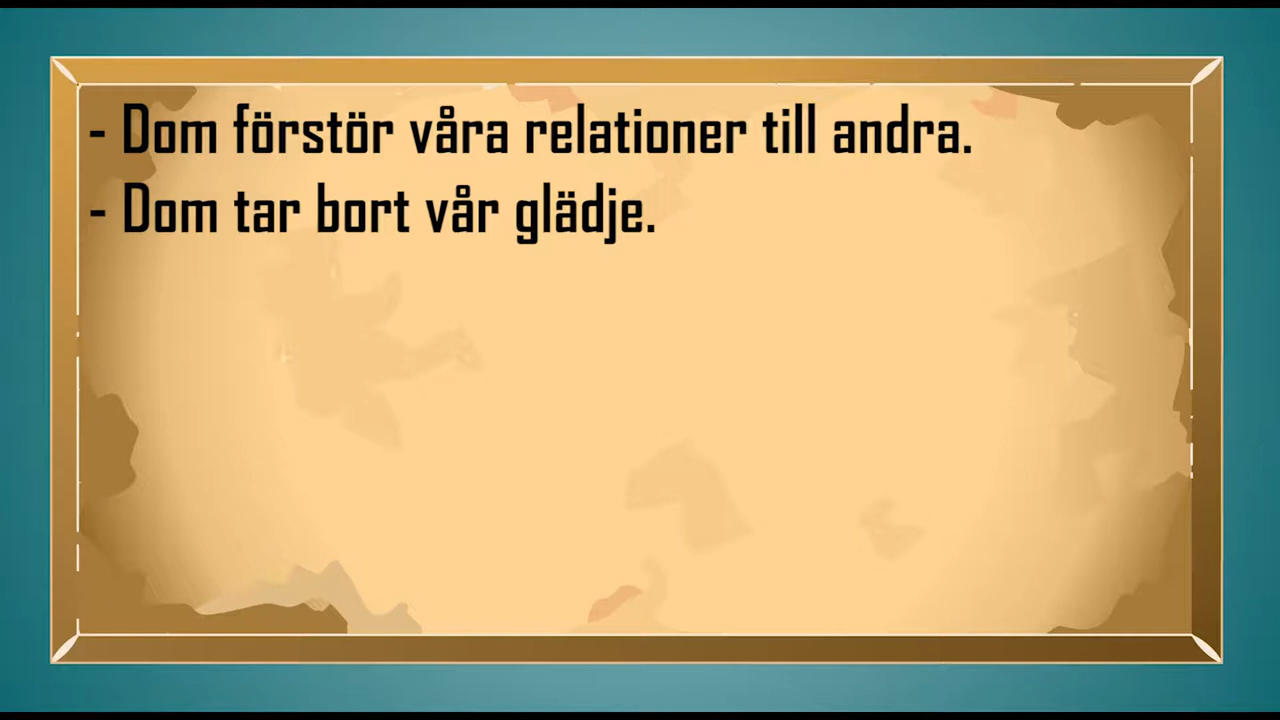 - Dom förstör våra relationer till andra.
- Dom tar bort vår glädje.